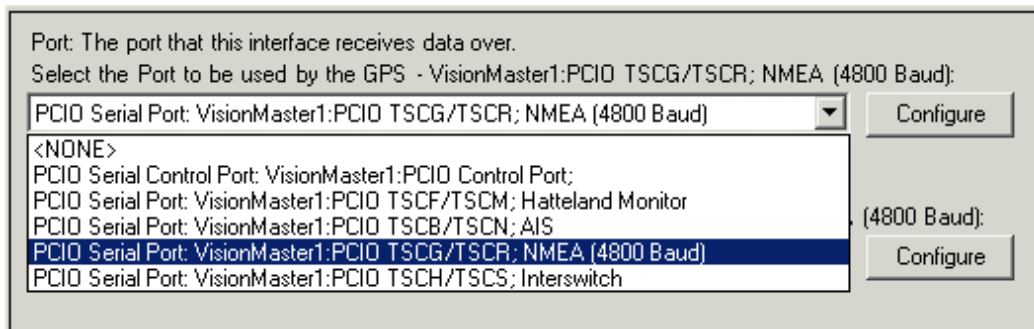 Port: The port that this interface receives data over.
Select the Port to be used by the GPS - VisionMaster1:PCIO TSCG/TSCR; NMEA (4800 Baud):
PCIO Serial Port: VisionMaster1:PCIO TSCG/TSCR; NMEA (4800 Baud)
Configure
<NONE>
PCIO Serial Control Port: VisionMaster1:PCIO Control Port;
PCIO Serial Port: VisionMaster1:PCIO TSCF/TSCM; Hatteland Monitor
PCIO Serial Port: VisionMaster1:PCIO TSCB/TSCN; AIS
(4800 Baud):
PCIO Serial Port: VisionMaster1:PCIO TSCG/TSCR; NMEA (4800 Baud)
Configure
PCIO Serial Port: VisionMaster1:PCIO TSCH/TSCS; Interswitch